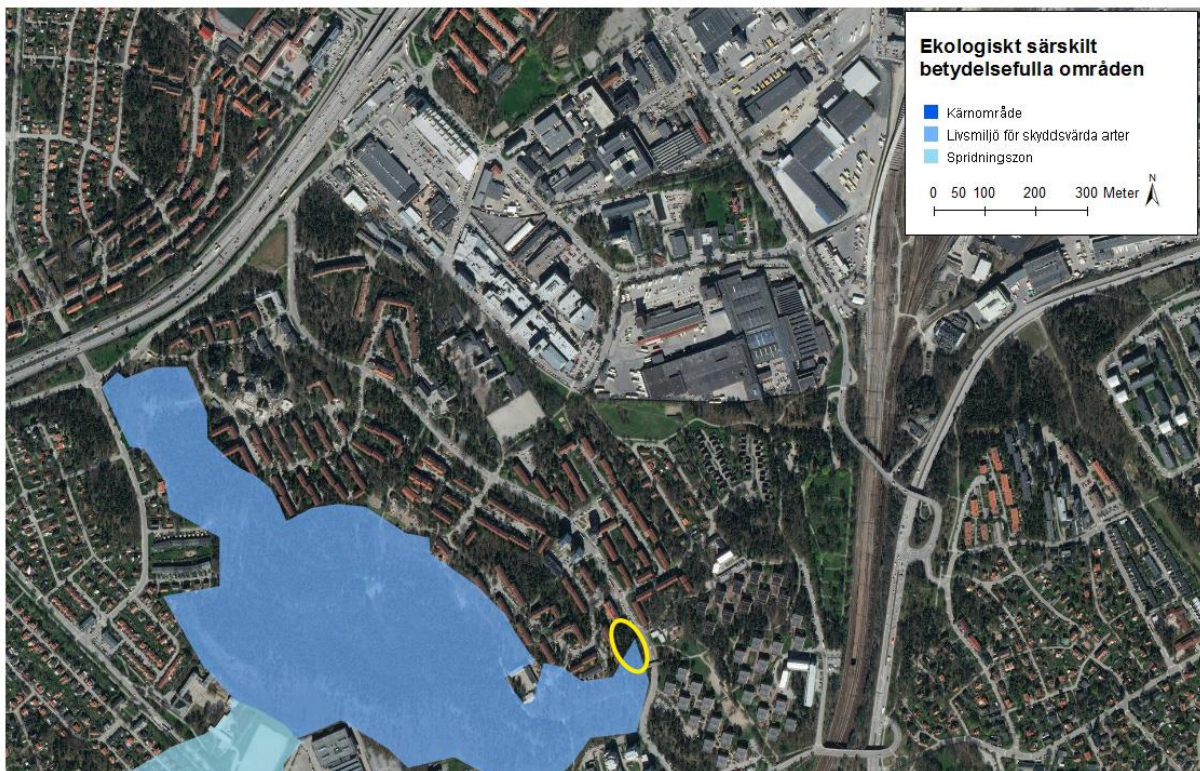 Ekologiskt särskilt
betydelsefulla områden
Kärnområde
Livsmiljö för skyddsvärda arter
Spridningszon
0 50 100 200 300 Meter
N